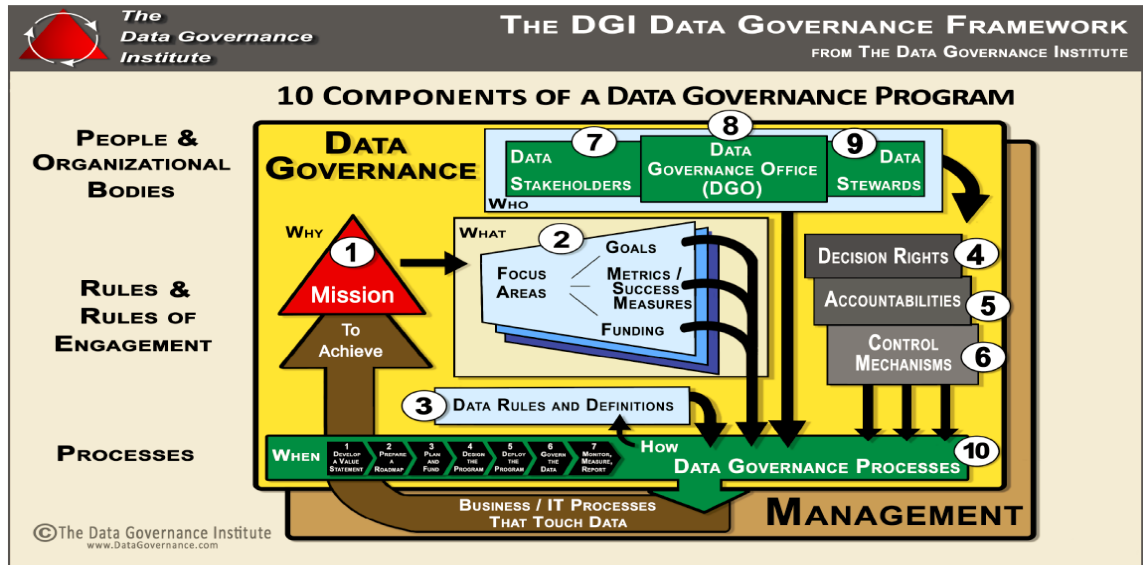 The
Data Governance
Institute
THE DGI DATA GOVERNANCE FRAMEWORK
FROM THE DATA GOVERNANCE INSTITUTE
10 COMPONENTS OF A DATA GOVERNANCE PROGRAM
PEOPLE &
ORGANIZATIONAL
BODIES
DATA
GOVERNANCE
7
DATA
STAKEHOLDERS
8
DATA
GOVERNANCE OFFICE
(DGO)
9
DATA
STEWARDS
WHO
RULES &
RULES OF
ENGAGEMENT
WHY
1
Mission
To
Achieve
WHAT
2
FOCUS
AREAS
GOALS
METRICS /
SUCCESS
MEASURES
FUNDING
DECISION RIGHTS
4
ACCOUNTABILITIES
5
CONTROL
MECHANISMS
6
3
DATA RULES AND DEFINITIONS
PROCESSES
WHEN
1
DEVELOP
A VALUE
STATEMENT
2
PREPARE
A
ROADMAP
3
PLAN
AND
FUND
4
DESIGN
THE
PROGRAM
5
DEPLOY
THE
PROGRAM
6
GOVERN
THE
DATA
7
MONITOR,
MEASURE,
REPORT
HOW
DATA GOVERNANCE PROCESSES
10
BUSINESS / IT PROCESSES
THAT TOUCH DATA
MANAGEMENT
©The Data Governance Institute
www.DataGovernance.com